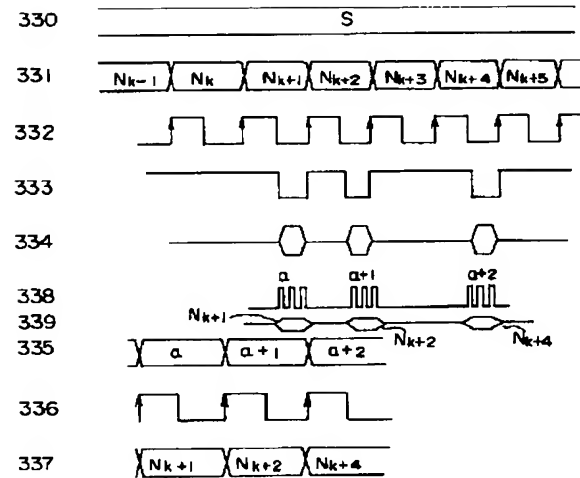 330 S
331 Nk-1 Nk Nk+1 Nk+2 Nk+3 Nk+4 Nk+5
332
333
334
a a+1 a+2
338
Nk+1
339
Nk+2 Nk+4
335 a a+1 a+2
336
337 Nk+1 Nk+2 Nk+4